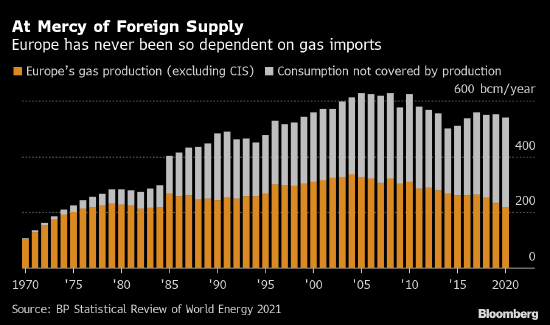 At Mercy of Foreign Supply
Europe has never been so dependent on gas imports
Europe's gas production (excluding CIS) Consumption not covered by production
600 bcm/year
400
200
0
1970 '75 '80 '85 '90 '95 '00 '05 '10 '15 2020
Source: BP Statistical Review of World Energy 2021
Bloomberg